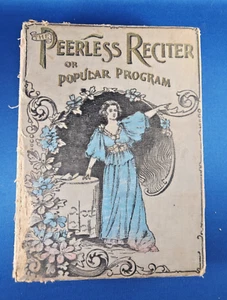 THE
PEERLESS RECITER
OR
POPULAR PROGRAM